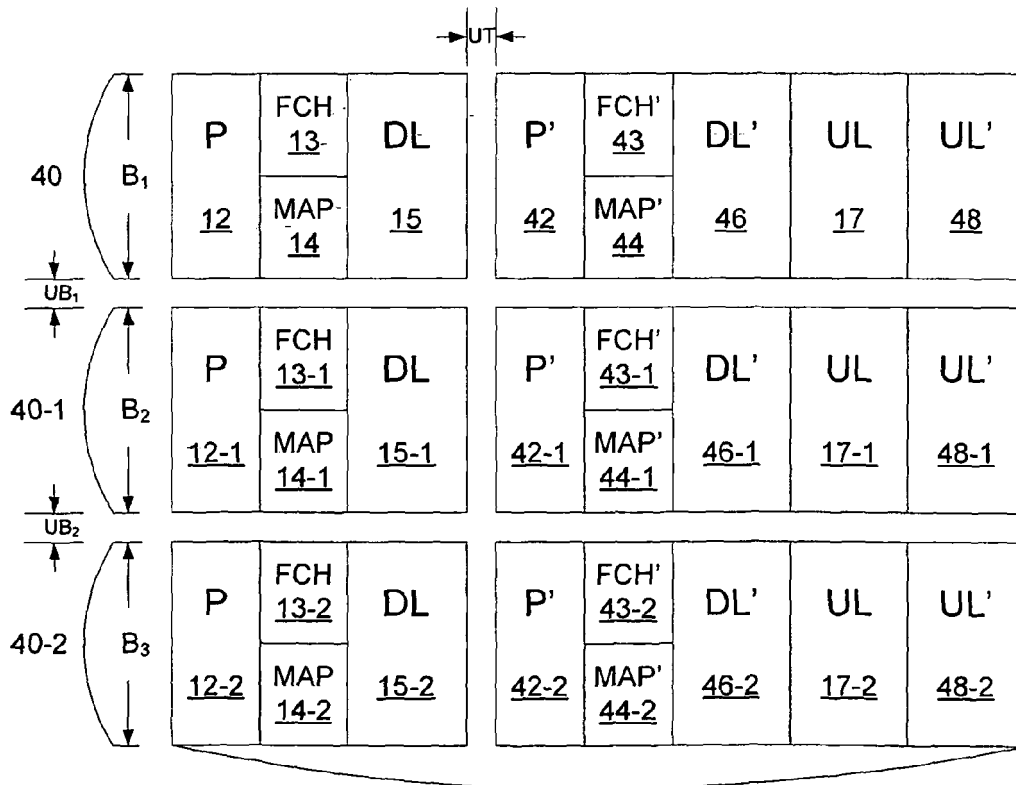 UT
40 B₁ P 12 FCH 13 MAP 14 DL 15 P' 42 FCH' 43 MAP' 44 DL' 46 UL 17 UL' 48
UB₁
40-1 B₂ P 12-1 FCH 13-1 MAP 14-1 DL 15-1 P' 42-1 FCH' 43-1 MAP' 44-1 DL' 46-1 UL 17-1 UL' 48-1
UB₂
40-2 B₃ P 12-2 FCH 13-2 MAP 14-2 DL 15-2 P' 42-2 FCH' 43-2 MAP' 44-2 DL' 46-2 UL 17-2 UL' 48-2